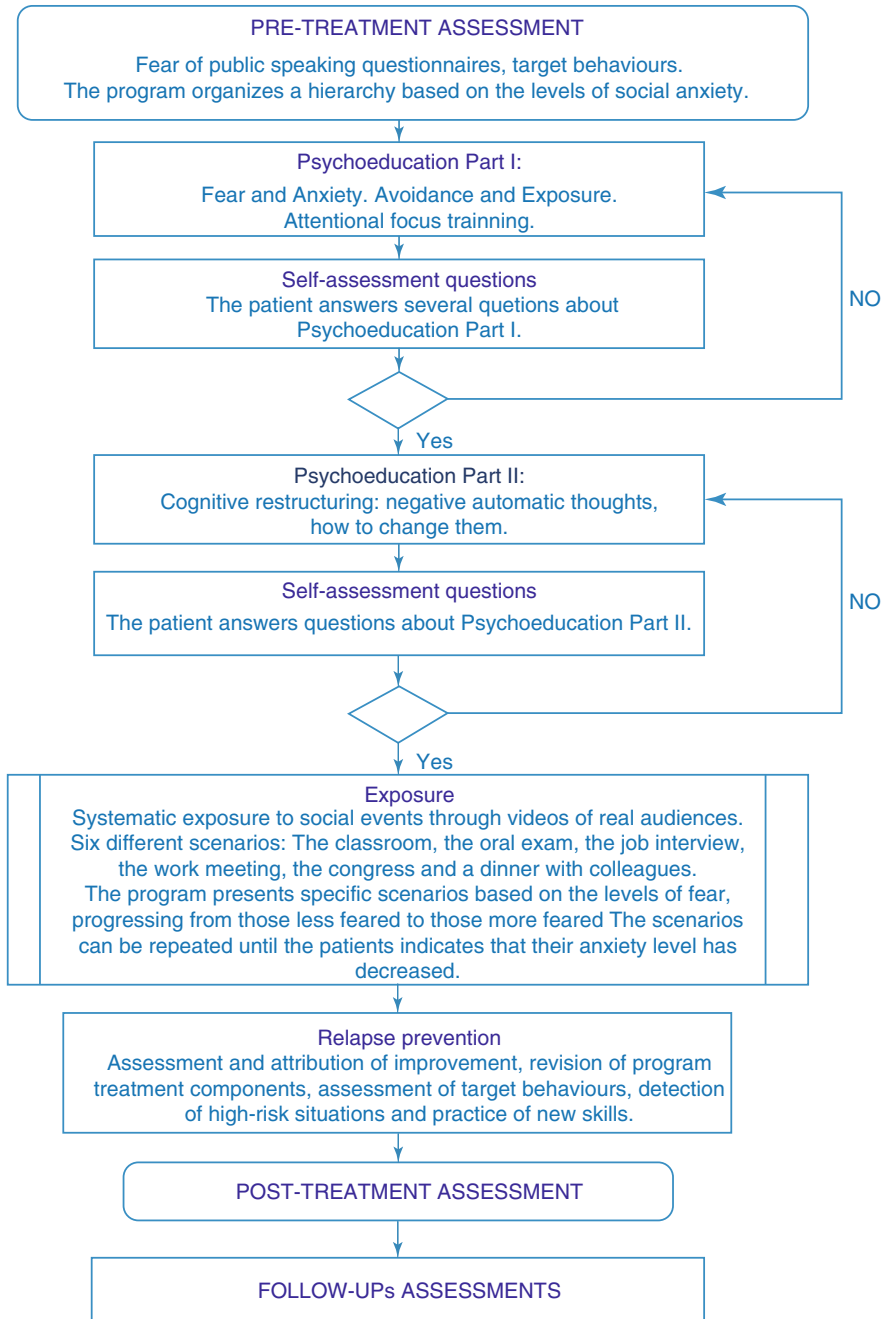 PRE-TREATMENT ASSESSMENT
Fear of public speaking questionnaires, target behaviours.
The program organizes a hierarchy based on the levels of social anxiety.
Psychoeducation Part I:
Fear and Anxiety. Avoidance and Exposure.
Attentional focus trainning.
Self-assessment questions
The patient answers several quetions about
Psychoeducation Part I.
NO
Yes
Psychoeducation Part II:
Cognitive restructuring: negative automatic thoughts,
how to change them.
Self-assessment questions
The patient answers questions about Psychoeducation Part II.
NO
Yes
Exposure
Systematic exposure to social events through videos of real audiences.
Six different scenarios: The classroom, the oral exam, the job interview,
the work meeting, the congress and a dinner with colleagues.
The program presents specific scenarios based on the levels of fear,
progressing from those less feared to those more feared The scenarios
can be repeated until the patients indicates that their anxiety level has
decreased.
Relapse prevention
Assessment and attribution of improvement, revision of program
treatment components, assessment of target behaviours, detection
of high-risk situations and practice of new skills.
POST-TREATMENT ASSESSMENT
FOLLOW-UPs ASSESSMENTS